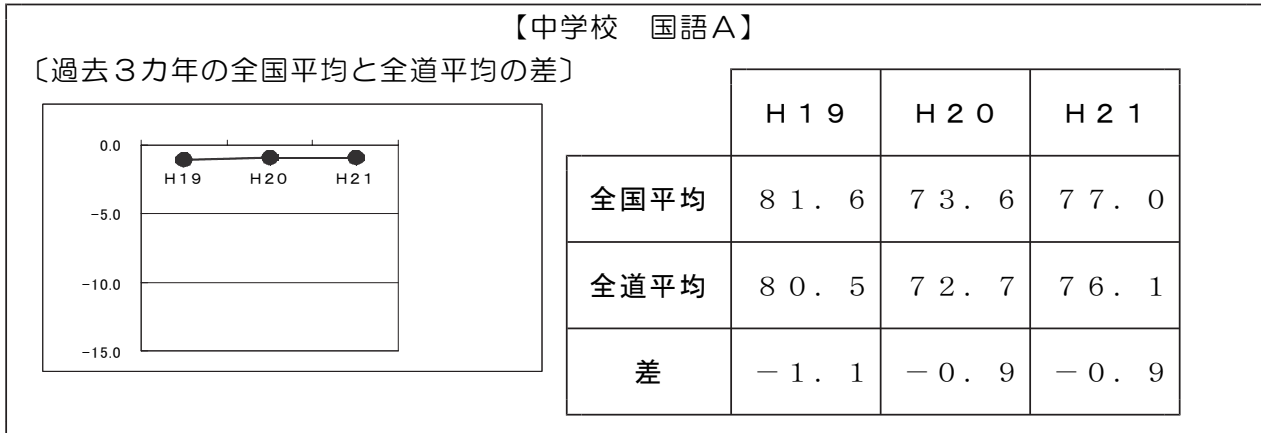 【中学校　国語A】
〔過去３カ年の全国平均と全道平均の差〕
0.0
H19 H20 H21
-5.0
-10.0
-15.0
Ｈ１９ Ｈ２０ Ｈ２１
全国平均 ８１．６ ７３．６ ７７．０
全道平均 ８０．５ ７２．７ ７６．１
差 －１．１ －０．９ －０．９